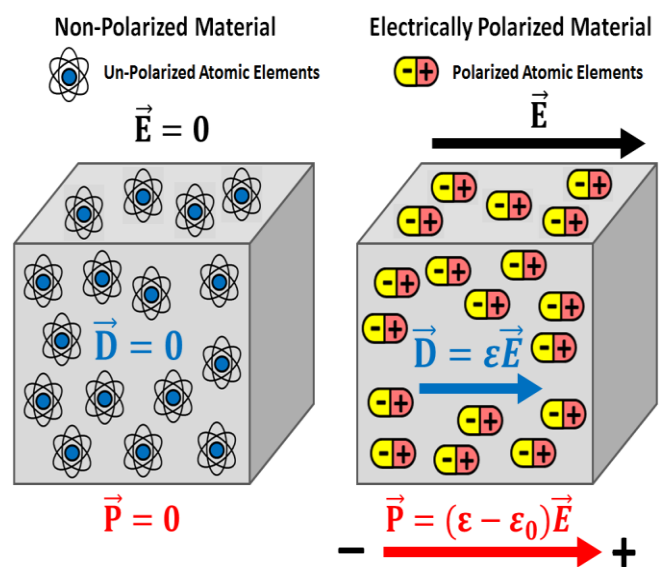 Non-Polarized Material
Un-Polarized Atomic Elements
E⃗ = 0
D⃗ = 0
P⃗ = 0
Electrically Polarized Material
- + Polarized Atomic Elements
E⃗
- +
- +
- +
- +
- +
- +
- +
- +
- +
- +
- +
- +
D⃗ = εE⃗
- +
- +
- +
- +
- +
- +
P⃗ = (ε − ε₀)E⃗
− +